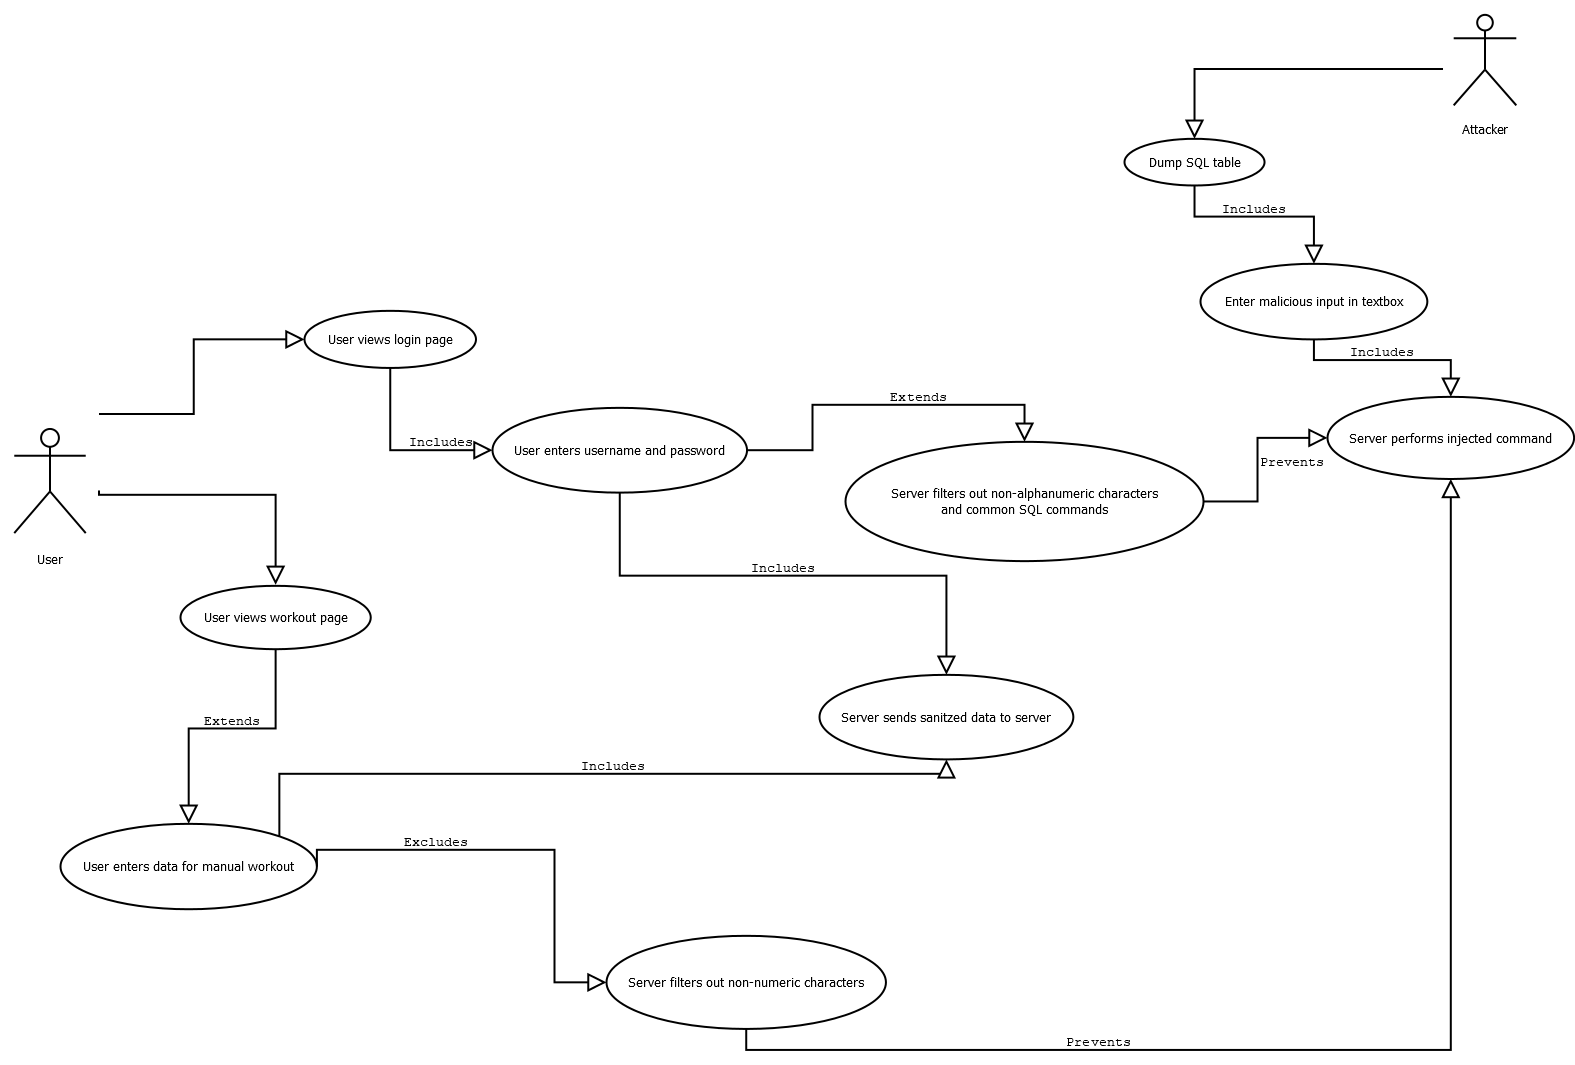 Attacker
Dump SQL table
Includes
Enter malicious input in textbox
Includes
User views login page
Extends
Includes
User enters username and password
Server performs injected command
Prevents
Server filters out non-alphanumeric characters
and common SQL commands
User
Includes
User views workout page
Extends
Server sends sanitzed data to server
Includes
Excludes
User enters data for manual workout
Server filters out non-numeric characters
Prevents